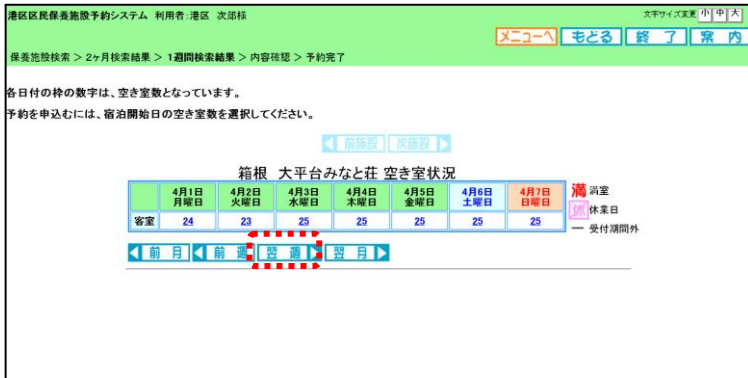 港区区民保養施設予約システム 利用者:港区 次郎様
文字サイズ変更 小 中 大
メニューへ もどる 終 了 案 内
保養施設検索 > 2ヶ月検索結果 > 1週間検索結果 > 内容確認 > 予約完了
各日付の枠の数字は、空き室数となっています。
予約を申込むには、宿泊開始日の空き室数を選択してください。
前施設 次施設
箱根 大平台みなと荘 空き室状況
4月1日 4月2日 4月3日 4月4日 4月5日 4月6日 4月7日
月曜日 火曜日 水曜日 木曜日 金曜日 土曜日 日曜日
客室 24 23 25 25 25 25 25
満 満室
休 休業日
― 受付期間外
前 月 前 週 翌 週 翌 月